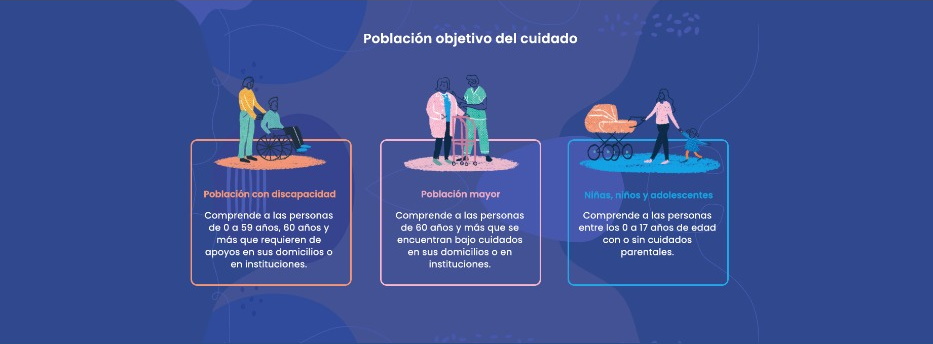 Población objetivo del cuidado
Población con discapacidad
Comprende a las personas
de 0 a 59 años, 60 años y
más que requieren de
apoyos en sus domicilios o
en instituciones.
Población mayor
Comprende a las personas
de 60 años y más que se
encuentran bajo cuidados
en sus domicilios o en
instituciones.
Niñas, niños y adolescentes
Comprende a las personas
entre los 0 a 17 años de edad
con o sin cuidados
parentales.